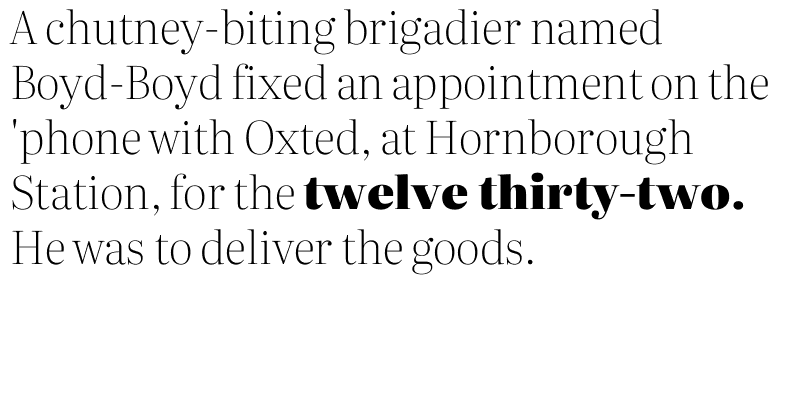 A chutney-biting brigadier named
Boyd-Boyd fixed an appointment on the
'phone with Oxted, at Hornborough
Station, for the twelve thirty-two.
He was to deliver the goods.